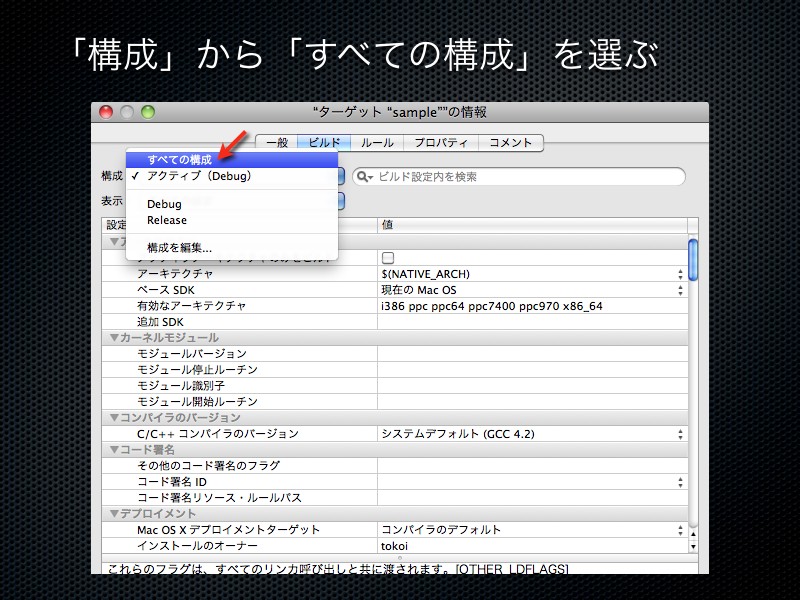 「構成」から「すべての構成」を選ぶ
“ターゲット “sample””の情報
一般 ビルド ルール プロパティ コメント
構成
すべての構成
✓ アクティブ（Debug）
Debug
Release
構成を編集...
ビルド設定内を検索
表示
設定 値
▼ア
アーキテクチャ $(NATIVE_ARCH)
ベース SDK 現在の Mac OS
有効なアーキテクチャ i386 ppc ppc64 ppc7400 ppc970 x86_64
追加 SDK
▼カーネルモジュール
モジュールバージョン
モジュール停止ルーチン
モジュール識別子
モジュール開始ルーチン
▼コンパイラのバージョン
C/C++ コンパイラのバージョン システムデフォルト (GCC 4.2)
▼コード署名
その他のコード署名のフラグ
コード署名 ID
コード署名リソース・ルールパス
▼デプロイメント
Mac OS X デプロイメントターゲット コンパイラのデフォルト
インストールのオーナー tokoi
これらのフラグは、すべてのリンカ呼び出しと共に渡されます。[OTHER_LDFLAGS]